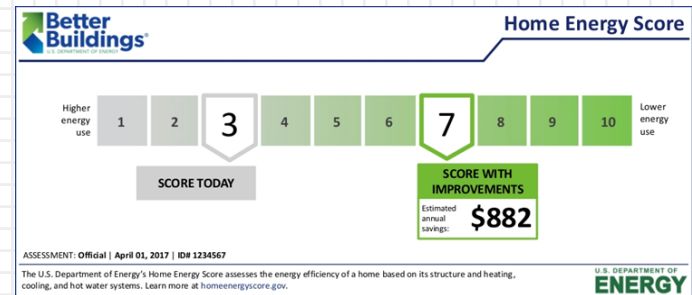 Better
Buildings®
U.S. DEPARTMENT OF ENERGY
Home Energy Score
Higher
energy
use
1 2 3 4 5 6 7 8 9 10
Lower
energy
use
SCORE TODAY
SCORE WITH
IMPROVEMENTS
Estimated
annual
savings:
$882
ASSESSMENT: Official | April 01, 2017 | ID# 1234567
The U.S. Department of Energy's Home Energy Score assesses the energy efficiency of a home based on its structure and heating,
cooling, and hot water systems. Learn more at homeenergyscore.gov.
U.S. DEPARTMENT OF
ENERGY